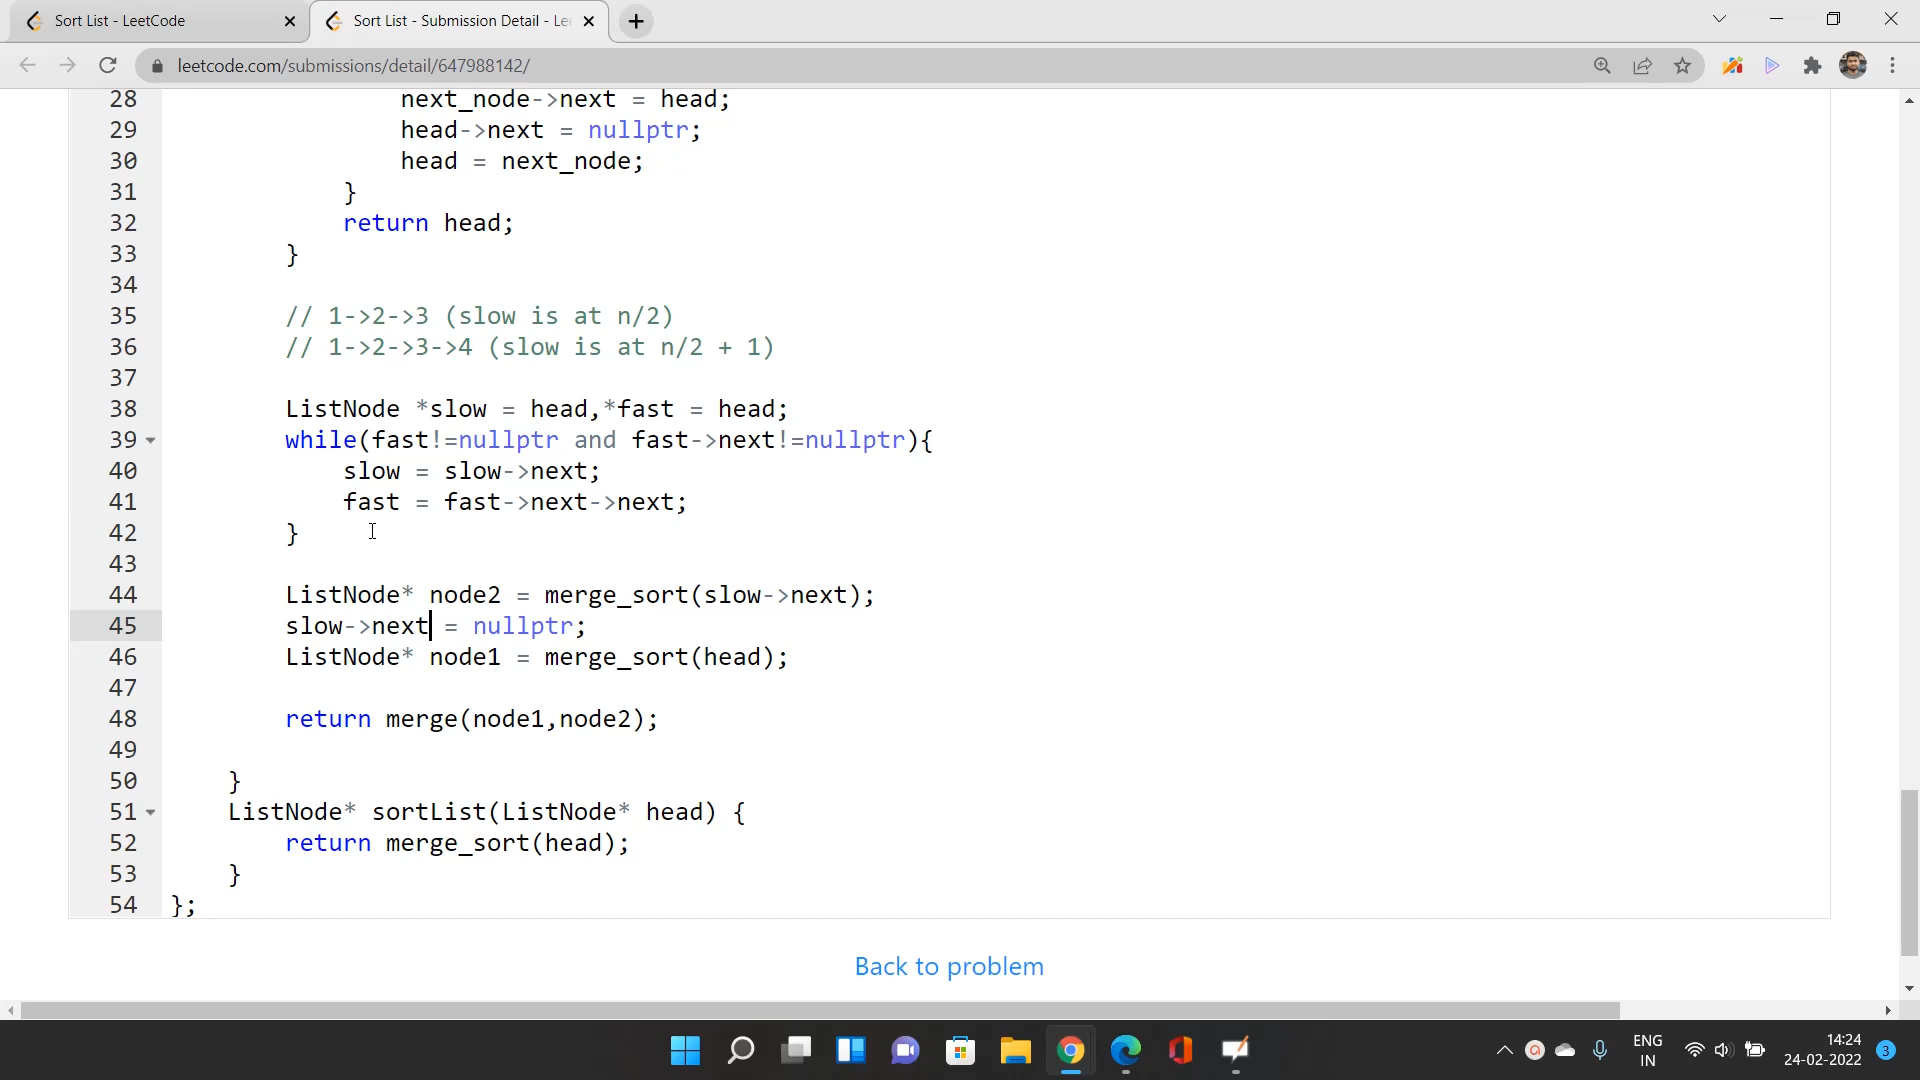 Sort List - LeetCode
Sort List - Submission Detail - Le
leetcode.com/submissions/detail/647988142/
28 next_node->next = head;
29 head->next = nullptr;
30 head = next_node;
31 }
32 return head;
33 }
34
35 // 1->2->3 (slow is at n/2)
36 // 1->2->3->4 (slow is at n/2 + 1)
37
38 ListNode *slow = head,*fast = head;
39 while(fast!=nullptr and fast->next!=nullptr){
40 slow = slow->next;
41 fast = fast->next->next;
42 }
43
44 ListNode* node2 = merge_sort(slow->next);
45 slow->next = nullptr;
46 ListNode* node1 = merge_sort(head);
47
48 return merge(node1,node2);
49
50 }
51 ListNode* sortList(ListNode* head) {
52 return merge_sort(head);
53 }
54 };
Back to problem
ENG
IN
14:24
24-02-2022
3